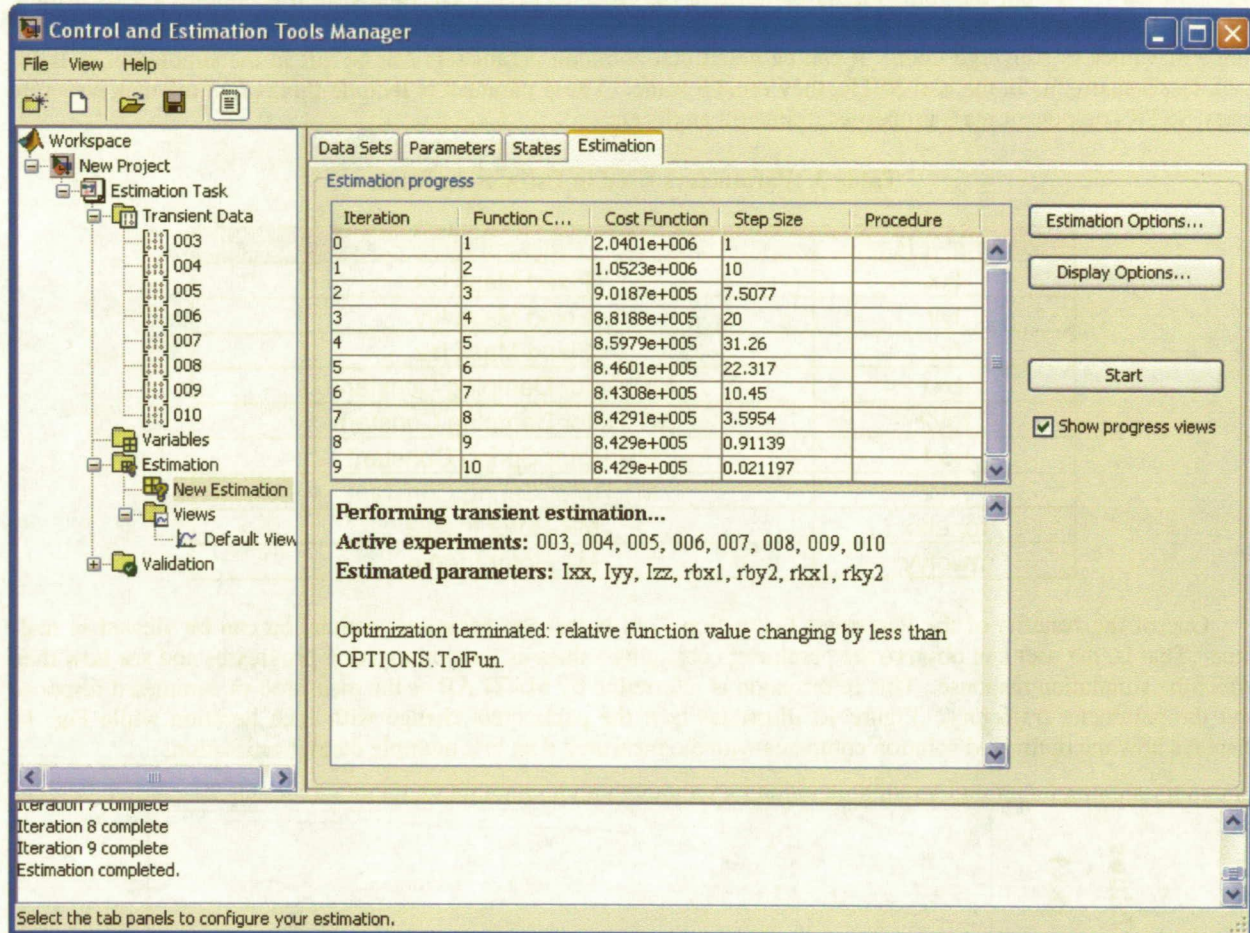 Control and Estimation Tools Manager
File View Help
Workspace
New Project
Estimation Task
Transient Data
003
004
005
006
007
008
009
010
Variables
Estimation
New Estimation
Views
Default View
Validation
Data Sets Parameters States Estimation
Estimation progress
Iteration Function C... Cost Function Step Size Procedure
0 1 2.0401e+006 1
1 2 1.0523e+006 10
2 3 9.0187e+005 7.5077
3 4 8.8188e+005 20
4 5 8.5979e+005 31.26
5 6 8.4601e+005 22.317
6 7 8.4308e+005 10.45
7 8 8.4291e+005 3.5954
8 9 8.429e+005 0.91139
9 10 8.429e+005 0.021197
Estimation Options...
Display Options...
Start
Show progress views
Performing transient estimation...
Active experiments: 003, 004, 005, 006, 007, 008, 009, 010
Estimated parameters: Ixx, Iyy, Izz, rbx1, rby2, rkx1, rky2
Optimization terminated: relative function value changing by less than
OPTIONS.TolFun.
Iteration 7 complete
Iteration 8 complete
Iteration 9 complete
Estimation completed.
Select the tab panels to configure your estimation.